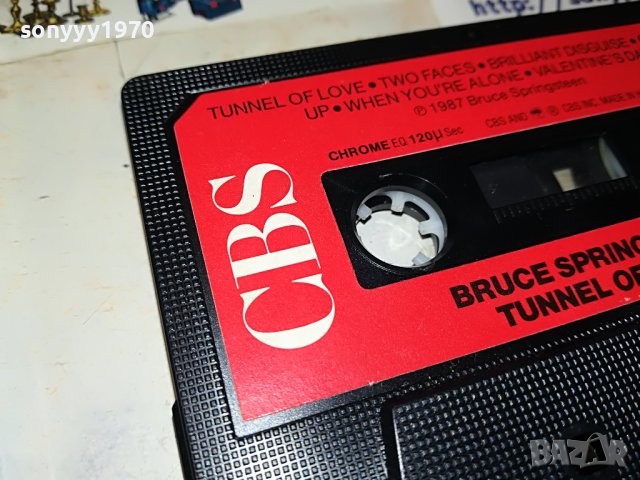 sonyyy1970
http://
TUNNEL OF LOVE • TWO FACES • BRILLIANT DISGUISE •
UP • WHEN YOU'RE ALONE • VALENTINE'S DA
℗ 1987 Bruce Springsteen
CBS AND ® CBS INC. MADE IN
CHROME EQ 120µ Sec
CBS
BRUCE SPRING
TUNNEL OF
BAZAR